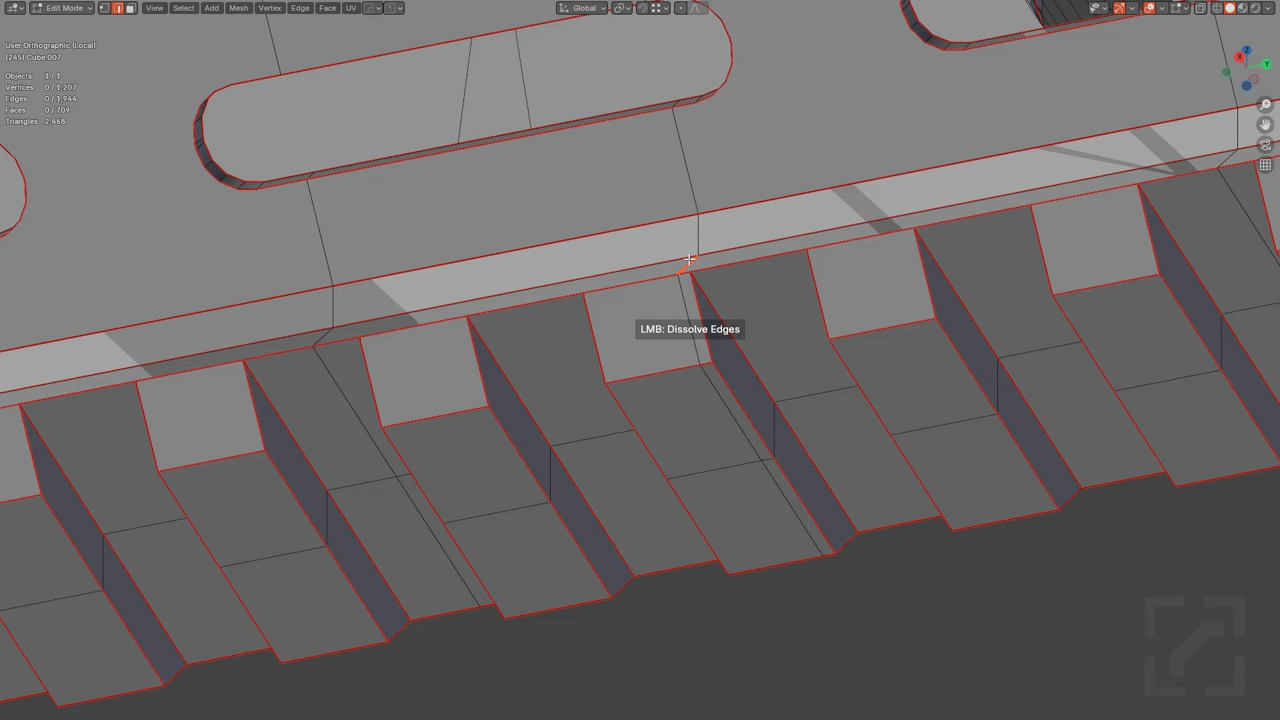 Edit Mode View Select Add Mesh Vertex Edge Face UV Global
User Orthographic (Local)
(245) Cube.007
Objects 1 / 1
Vertices 0 / 1,207
Edges 0 / 1,944
Faces 0 / 709
Triangles 2,468
Z
X
Y
LMB: Dissolve Edges